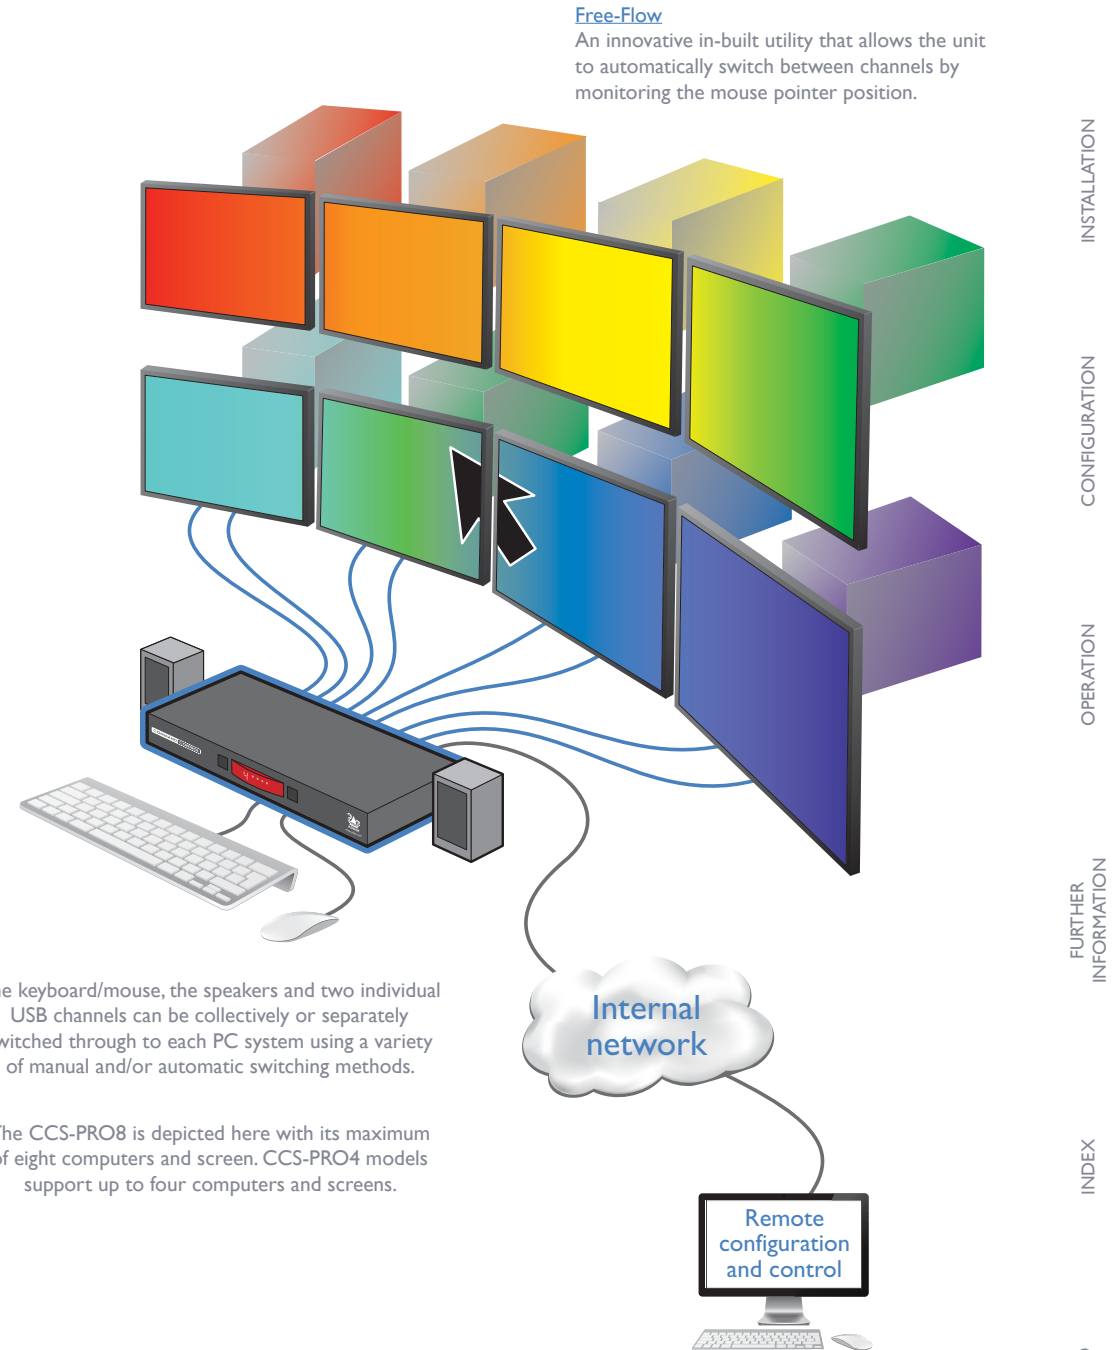 Free-Flow
An innovative in-built utility that allows the unit
to automatically switch between channels by
monitoring the mouse pointer position.
INSTALLATION
CONFIGURATION
OPERATION
FURTHER
INFORMATION
INDEX
keyboard/mouse, the speakers and two individual
USB channels can be collectively or separately
through to each PC system using a variety
of manual and/or automatic switching methods.
The CCS-PRO8 is depicted here with its maximum
of eight computers and screen. CCS-PRO4 models
support up to four computers and screens.
Internal
network
Remote
configuration
and control